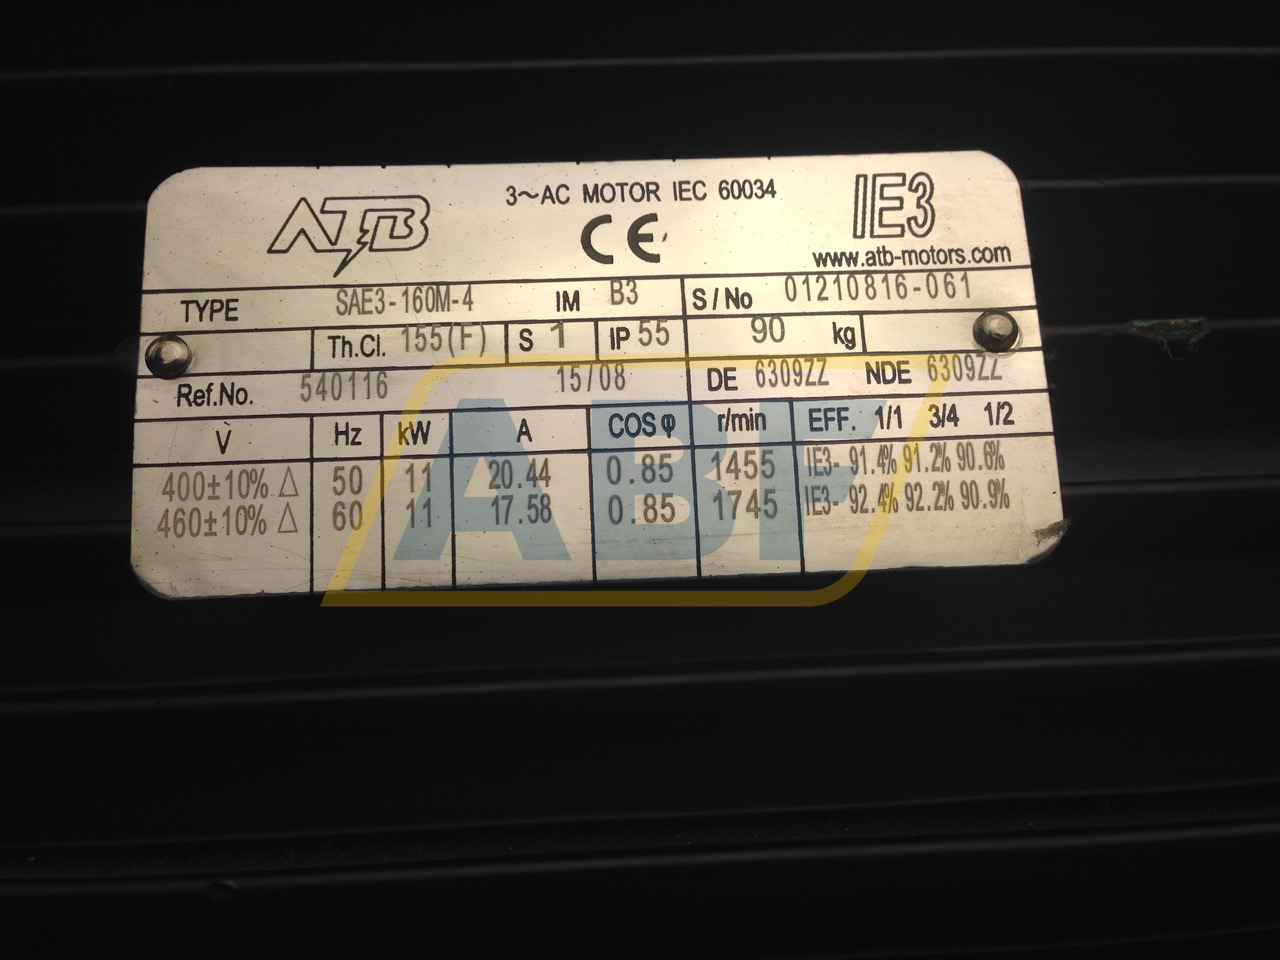 ATB 3~AC MOTOR IEC 60034 IE3
CE
www.atb-motors.com
TYPE SAE3-160M-4 IM B3 S/No 01210816-061
Th.Cl. 155(F) S 1 IP 55 90 kg
Ref.No. 540116 15/08 DE 6309ZZ NDE 6309ZZ
V Hz kW A COS φ r/min EFF. 1/1 3/4 1/2
400±10% △ 50 11 20.44 0.85 1455 IE3- 91.4% 91.2% 90.6%
460±10% △ 60 11 17.58 0.85 1745 IE3- 92.4% 92.2% 90.9%
ABF